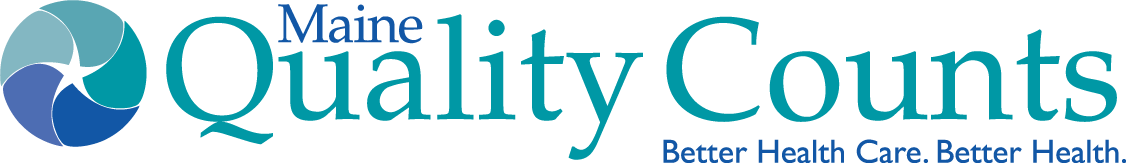 Maine
Quality Counts
Better Health Care. Better Health.